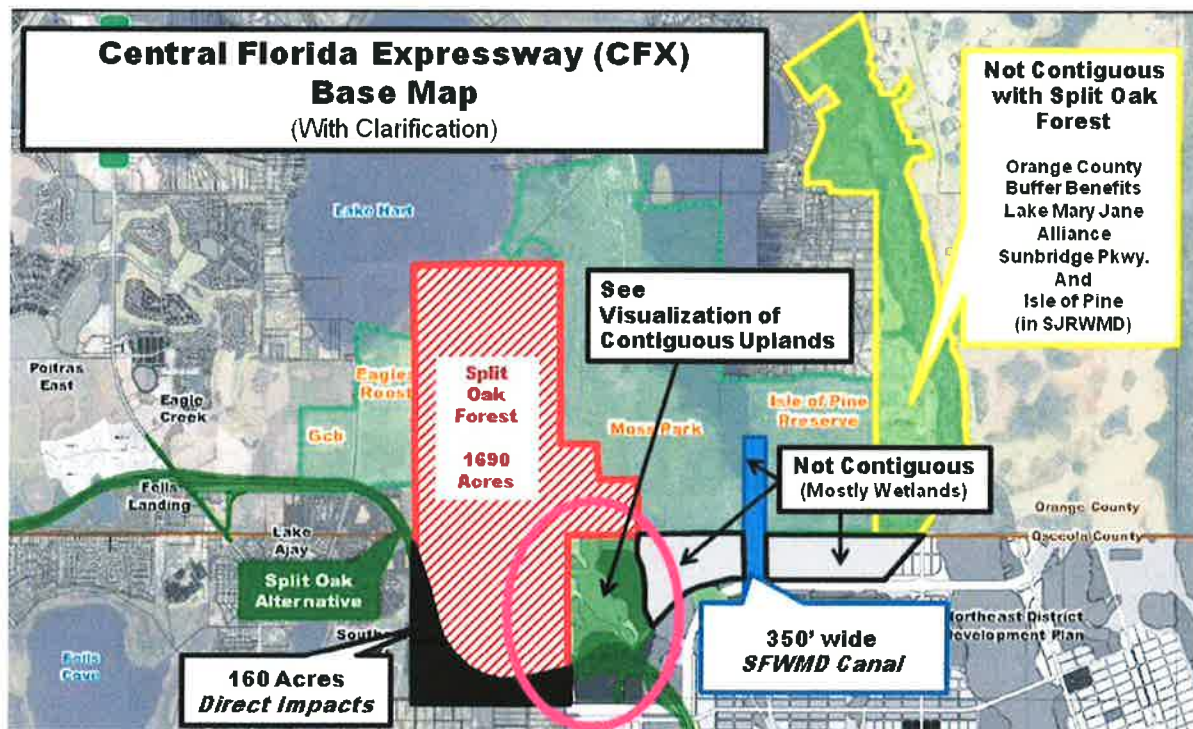 Central Florida Expressway (CFX)
Base Map
(With Clarification)
Not Contiguous
with Split Oak
Forest
Orange County
Buffer Benefits
Lake Mary Jane
Alliance
Sunbridge Pkwy.
And
Isle of Pine
(in SJRWMD)
Lake Hart
See
Visualization of
Contiguous Uplands
Poitras
East
Eagle
Creek
Eagles
Roost
Split
Oak
Forest
1690
Acres
Moss Park
Isle of Pine
Preserve
Gcb
Not Contiguous
(Mostly Wetlands)
Fells
Landing
Lake
Ajay
Orange County
Osceola County
Split Oak
Alternative
350' wide
SFWMD Canal
Northeast District
Development Plan
Fells
Cove
160 Acres
Direct Impacts